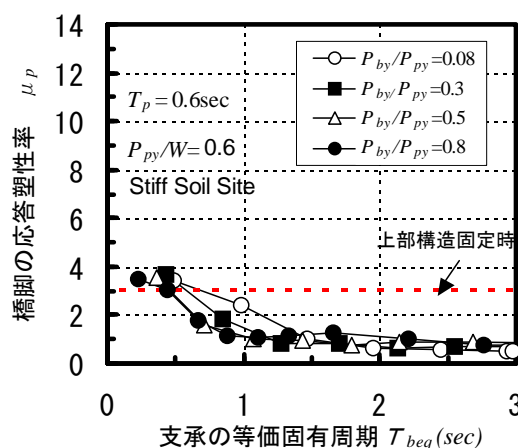 橋脚の応答塑性率 μp
14
12
10
8
6
4
2
0
Tp = 0.6sec
Ppy/W= 0.6
Stiff Soil Site
Pby/Ppy=0.08
Pby/Ppy=0.3
Pby/Ppy=0.5
Pby/Ppy=0.8
上部構造固定時
0
1
2
3
支承の等価固有周期 Tbeq(sec)